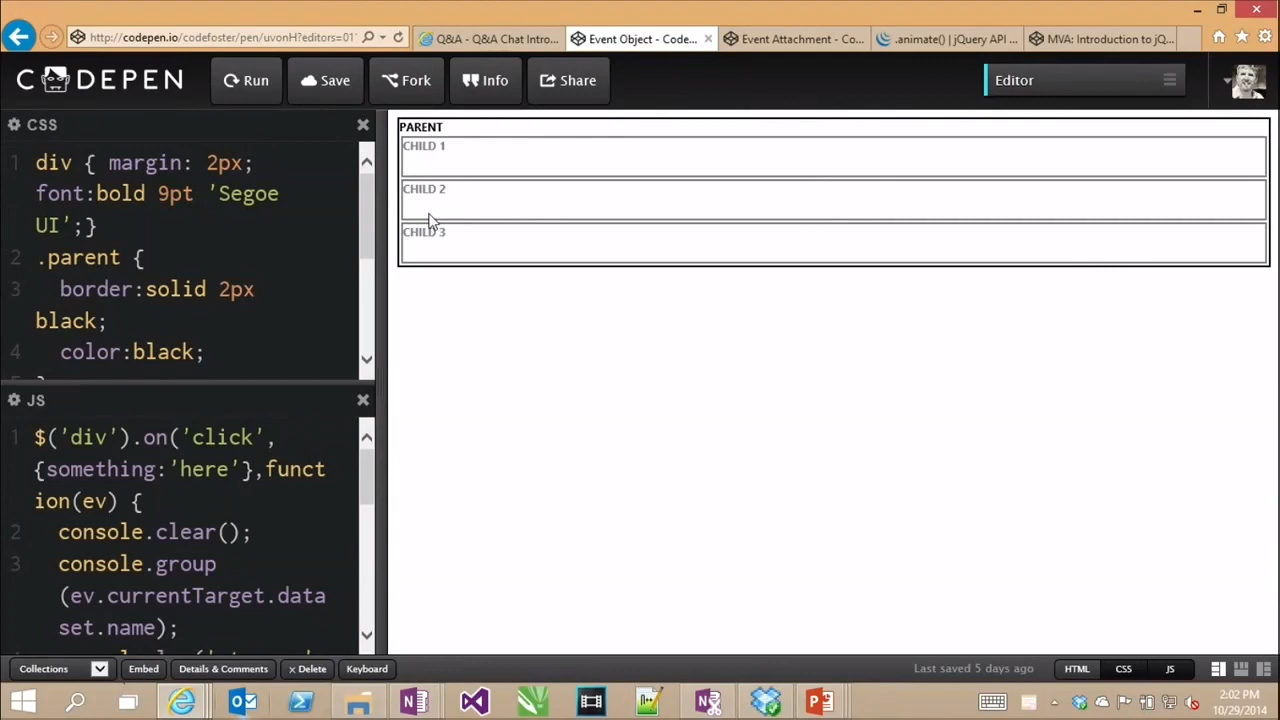 http://codepen.io/codefoster/pen/uvonH?editors=01
Q&A - Q&A Chat Intro...
Event Object - Code...
Event Attachment - Co...
.animate() | jQuery API ...
MVA: Introduction to jQ...
CODEPEN
Run
Save
Fork
Info
Share
Editor
CSS
1 div { margin: 2px;
font:bold 9pt 'Segoe
UI';}
2 .parent {
3 border:solid 2px
black;
4 color:black;
JS
1 $('div').on('click',
{something:'here'},funct
ion(ev) {
2 console.clear();
3 console.group
(ev.currentTarget.data
set.name);
PARENT
CHILD 1
CHILD 2
CHILD 3
Collections
Embed
Details & Comments
× Delete
Keyboard
Last saved 5 days ago
HTML
CSS
JS
2:02 PM
10/29/2014